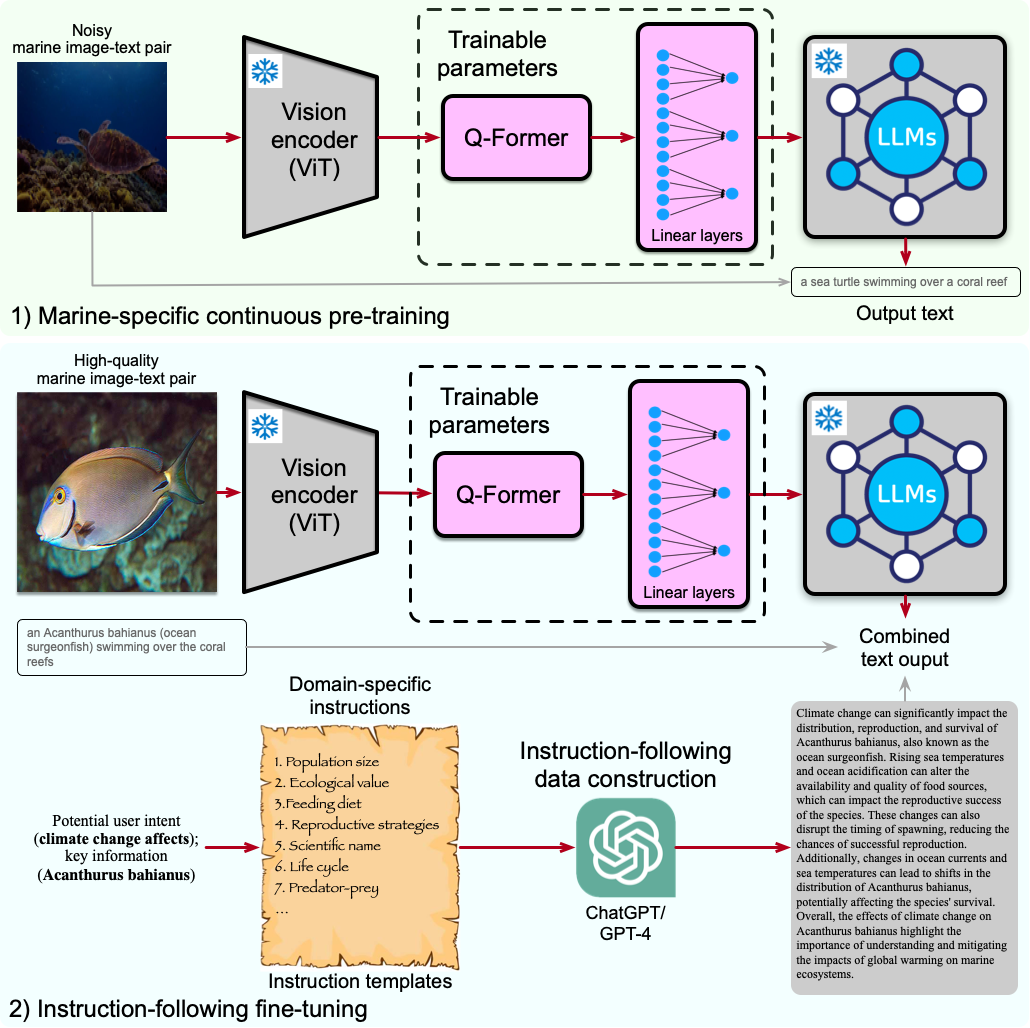 Noisy
marine image-text pair
Vision
encoder
(ViT)
Trainable
parameters
Q-Former
Linear layers
LLMs
a sea turtle swimming over a coral reef
Output text
1) Marine-specific continuous pre-training
High-quality
marine image-text pair
Vision
encoder
(ViT)
Trainable
parameters
Q-Former
Linear layers
LLMs
an Acanthurus bahianus (ocean
surgeonfish) swimming over the coral
reefs
Combined
text ouput
Domain-specific
instructions
Potential user intent
(climate change affects);
key information
(Acanthurus bahianus)
1. Population size
2. Ecological value
3.Feeding diet
4. Reproductive strategies
5. Scientific name
6. Life cycle
7. Predator-prey
...
Instruction templates
Instruction-following
data construction
ChatGPT/
GPT-4
Climate change can significantly impact the
distribution, reproduction, and survival of
Acanthurus bahianus, also known as the
ocean surgeonfish. Rising sea temperatures
and ocean acidification can alter the
availability and quality of food sources,
which can impact the reproductive success
of the species. These changes can also
disrupt the timing of spawning, reducing the
chances of successful reproduction.
Additionally, changes in ocean currents and
sea temperatures can lead to shifts in the
distribution of Acanthurus bahianus,
potentially affecting the species' survival.
Overall, the effects of climate change on
Acanthurus bahianus highlight the
importance of understanding and mitigating
the impacts of global warming on marine
ecosystems.
2) Instruction-following fine-tuning